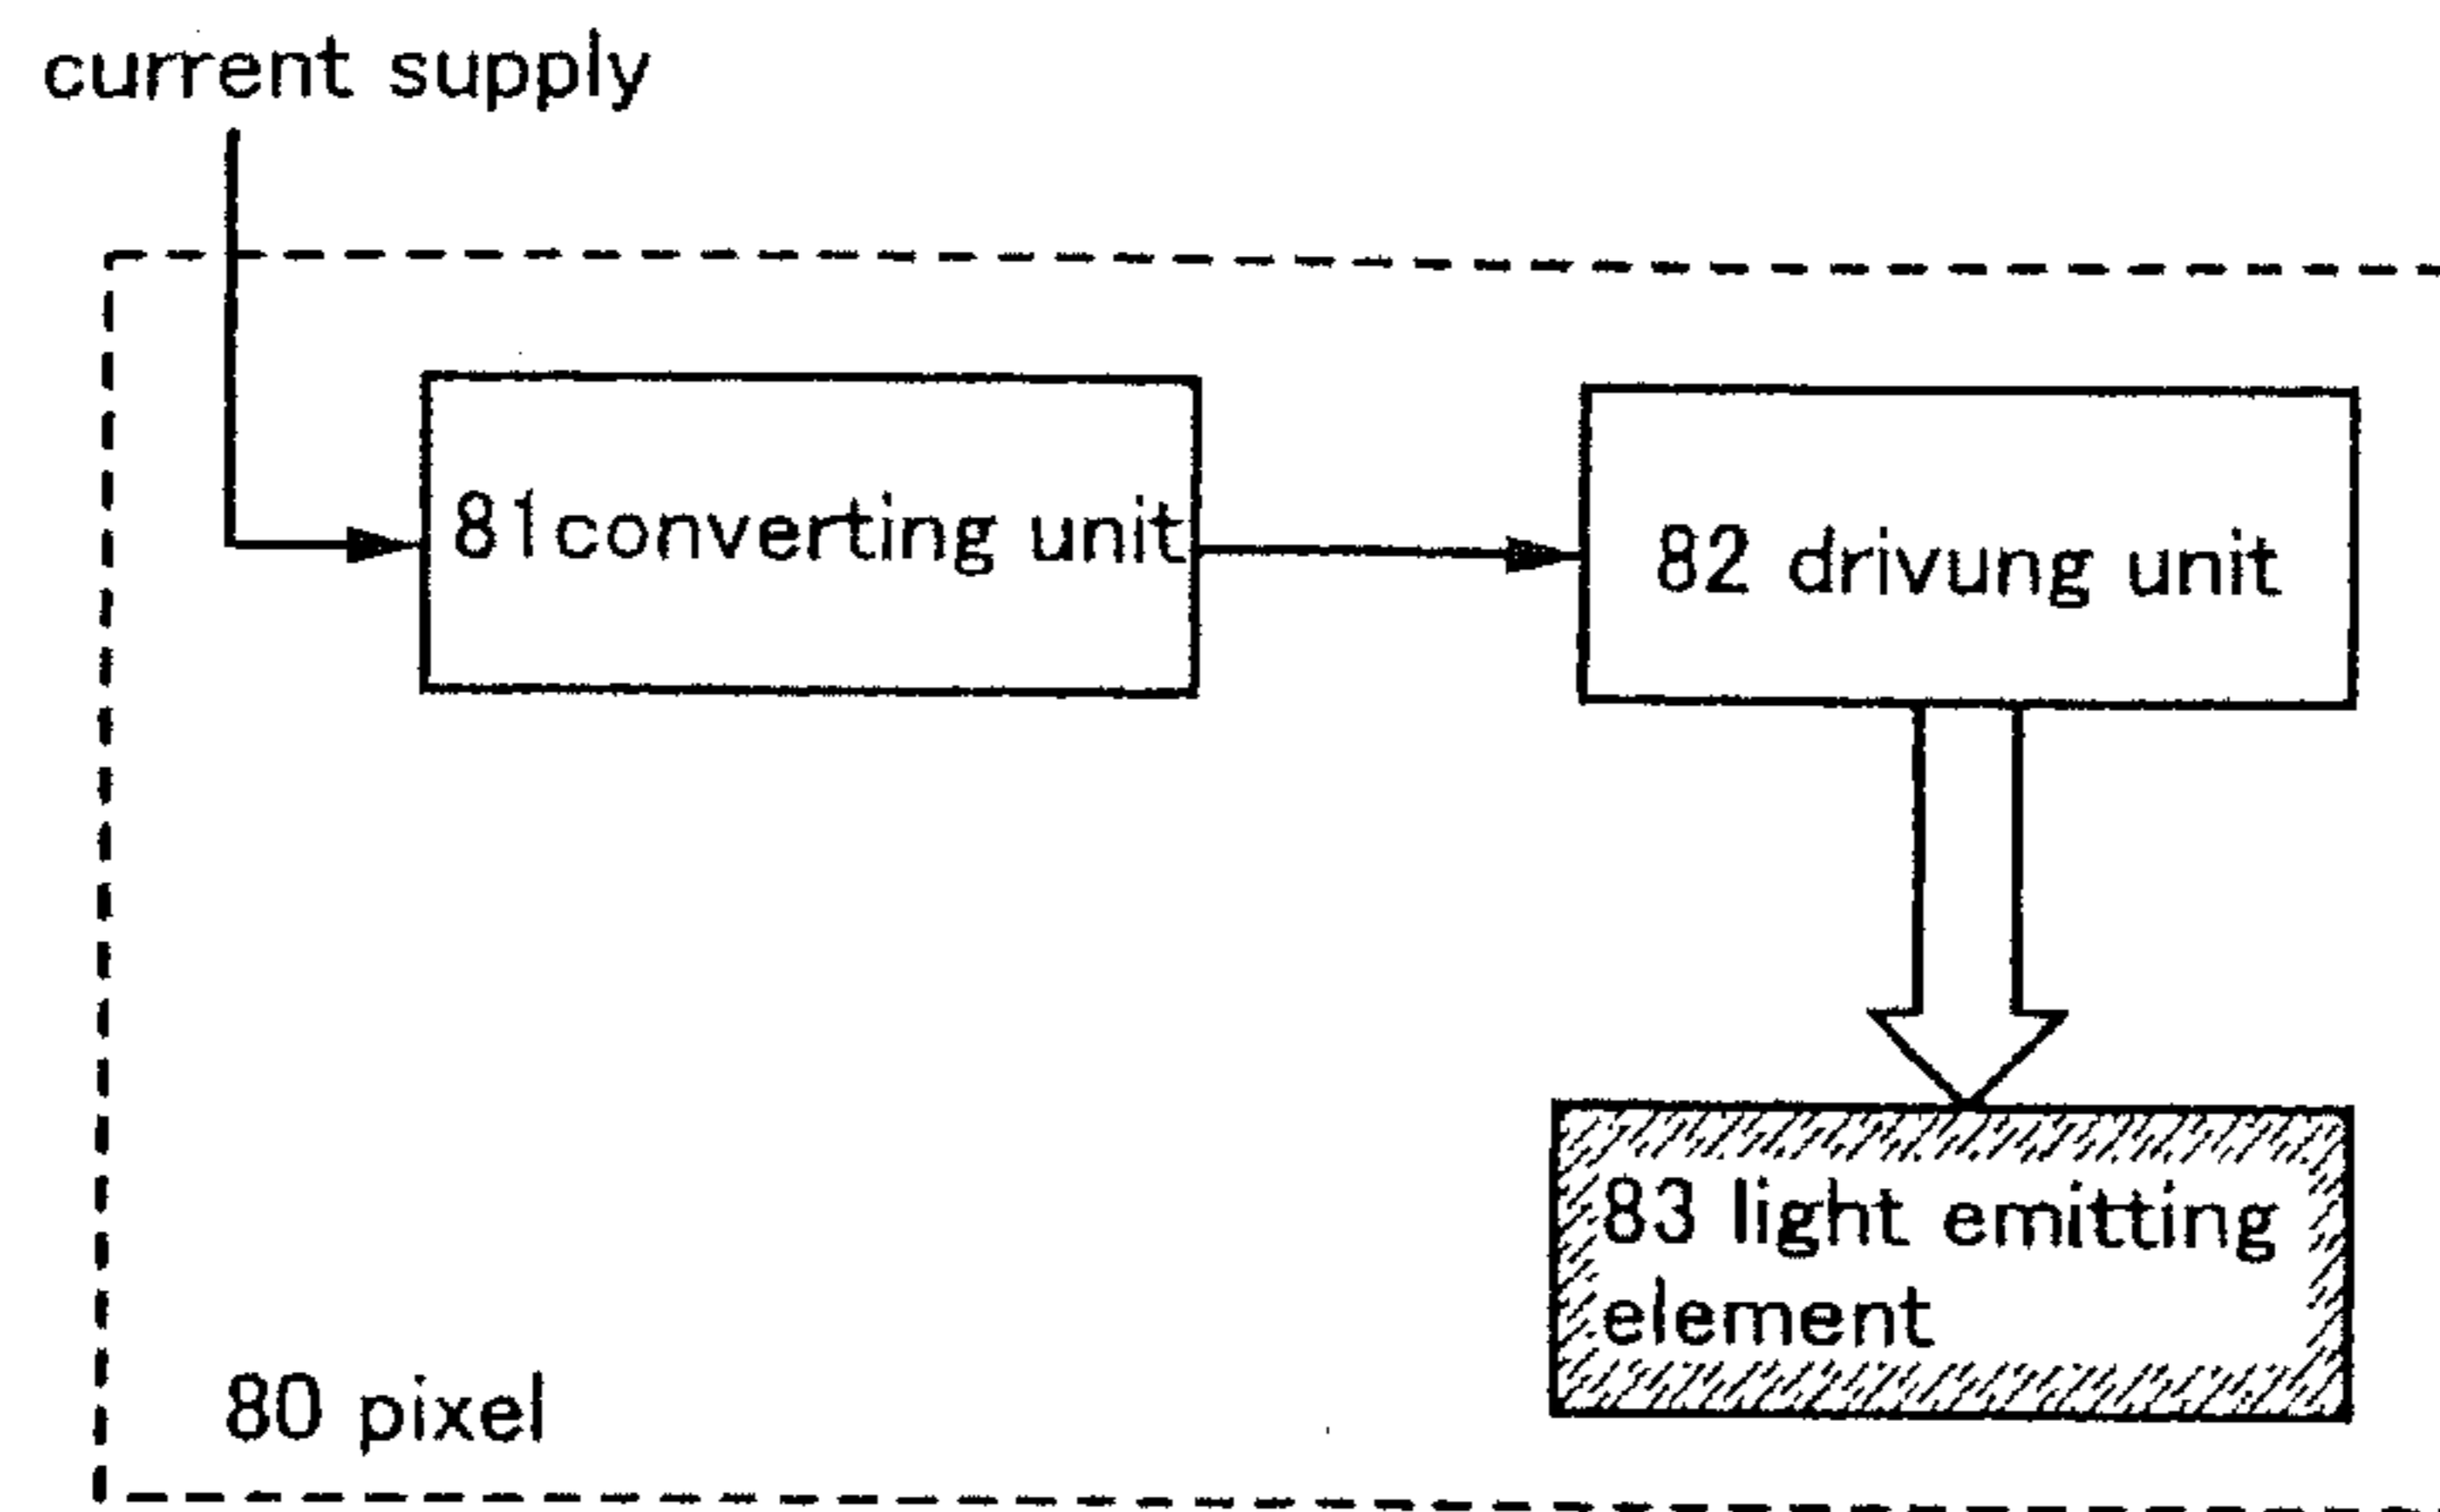 current supply
81converting unit
82 drivung unit
83 light emitting
element
80 pixel